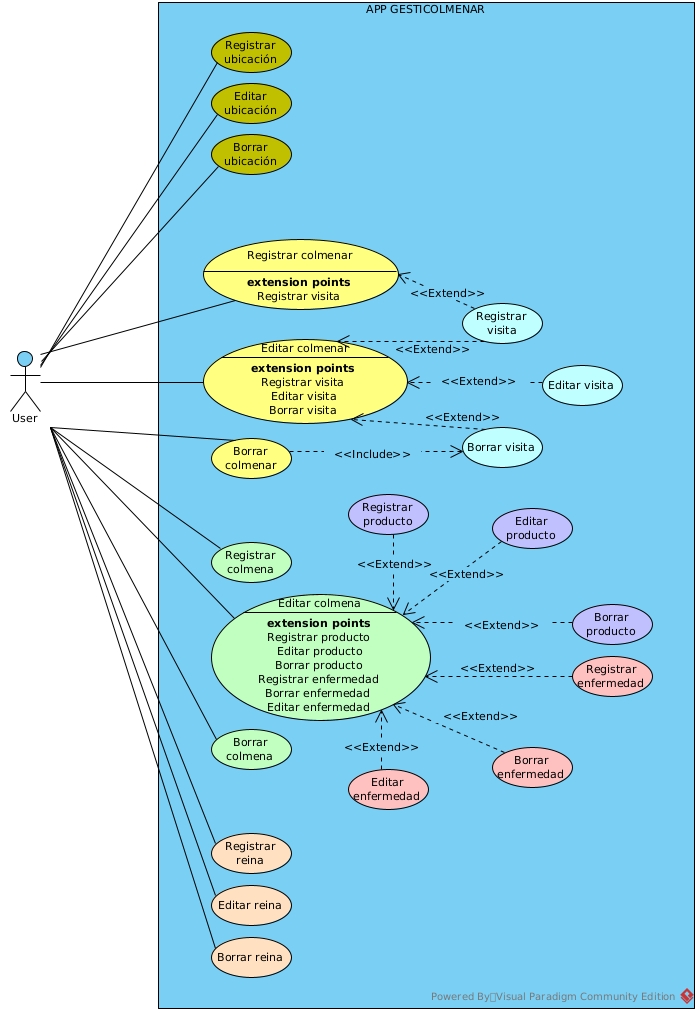 APP GESTICOLMENAR
Registrar
ubicación
Editar
ubicación
Borrar
ubicación
Registrar colmenar
extension points
Registrar visita
<<Extend>>
Registrar
visita
<<Extend>>
Editar colmenar
extension points
Registrar visita
Editar visita
Borrar visita
<<Extend>>
Editar visita
User
<<Extend>>
Borrar visita
Borrar
colmenar
<<Include>>
Registrar
producto
Editar
producto
<<Extend>>
<<Extend>>
Registrar
colmena
Editar colmena
extension points
Registrar producto
Editar producto
Borrar producto
Registrar enfermedad
Borrar enfermedad
Editar enfermedad
<<Extend>>
Borrar
producto
<<Extend>>
Registrar
enfermedad
<<Extend>>
<<Extend>>
Borrar
colmena
Borrar
enfermedad
Editar
enfermedad
Registrar
reina
Editar reina
Borrar reina
Powered By Visual Paradigm Community Edition